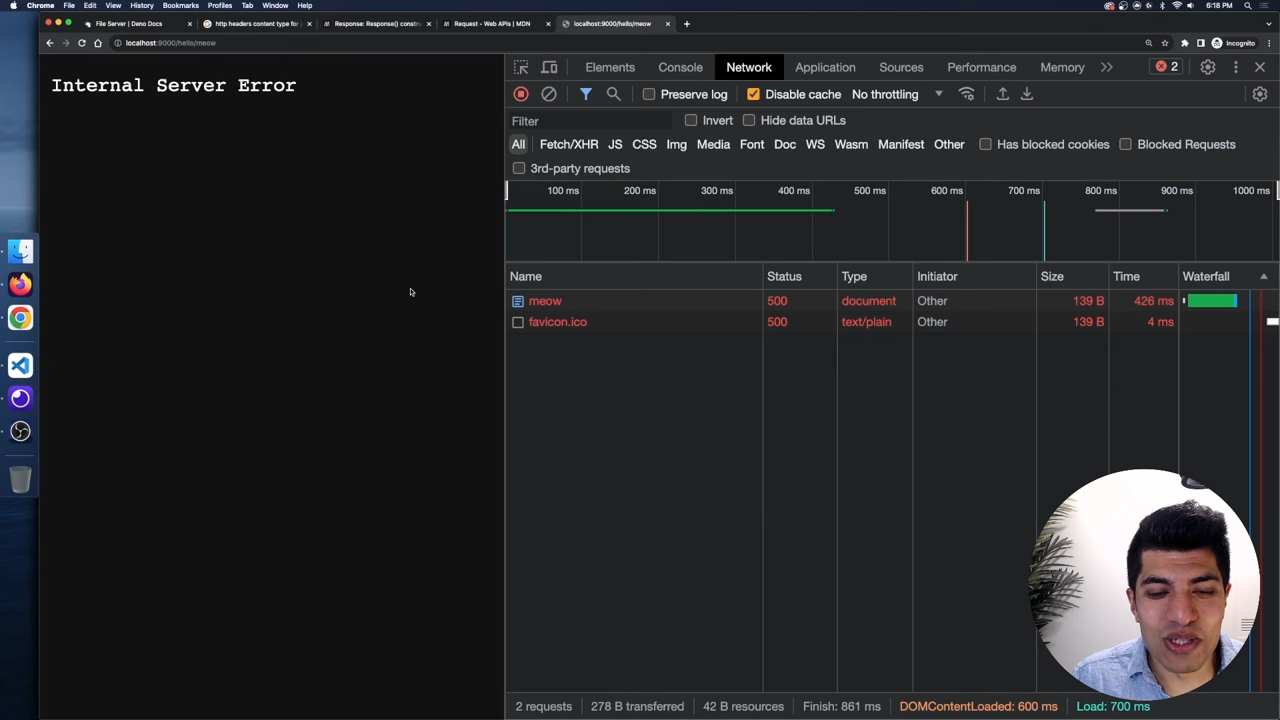 Chrome File Edit View History Bookmarks Profiles Tab Window Help 6:18 PM
File Server | Deno Docs
http headers content type for
Response: Response() constru
Request - Web APIs | MDN
localhost:9000/hello/meow
localhost:9000/hello/meow
Incognito
Internal Server Error
Elements Console Network Application Sources Performance Memory 2
Preserve log Disable cache No throttling
Filter Invert Hide data URLs
All Fetch/XHR JS CSS Img Media Font Doc WS Wasm Manifest Other Has blocked cookies Blocked Requests
3rd-party requests
100 ms 200 ms 300 ms 400 ms 500 ms 600 ms 700 ms 800 ms 900 ms 1000 ms
Name Status Type Initiator Size Time Waterfall
meow 500 document Other 139 B 426 ms
favicon.ico 500 text/plain Other 139 B 4 ms
2 requests 278 B transferred 42 B resources Finish: 861 ms DOMContentLoaded: 600 ms Load: 700 ms